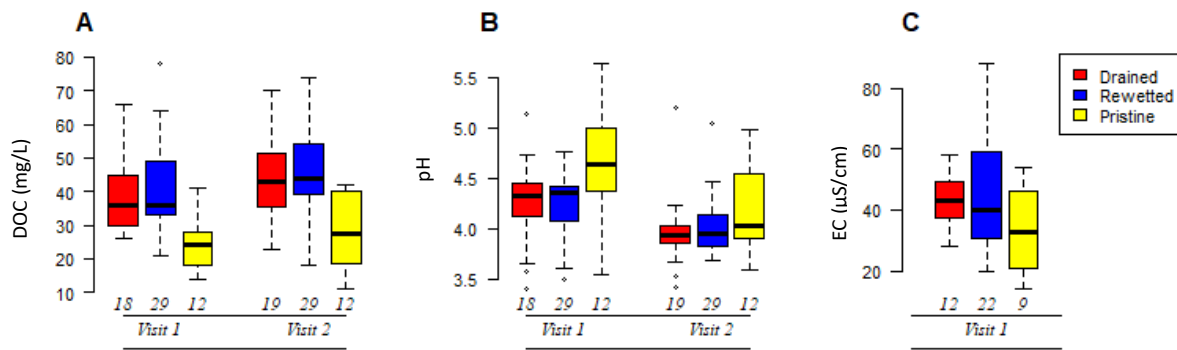 A
B
C
DOC (mg/L)
80
70
60
50
40
30
20
10
18 29 12 19 29 12
Visit 1 Visit 2
pH
5.5
5.0
4.5
4.0
3.5
18 29 12 19 29 12
Visit 1 Visit 2
EC (µS/cm)
80
60
40
20
12 22 9
Visit 1
Drained
Rewetted
Pristine